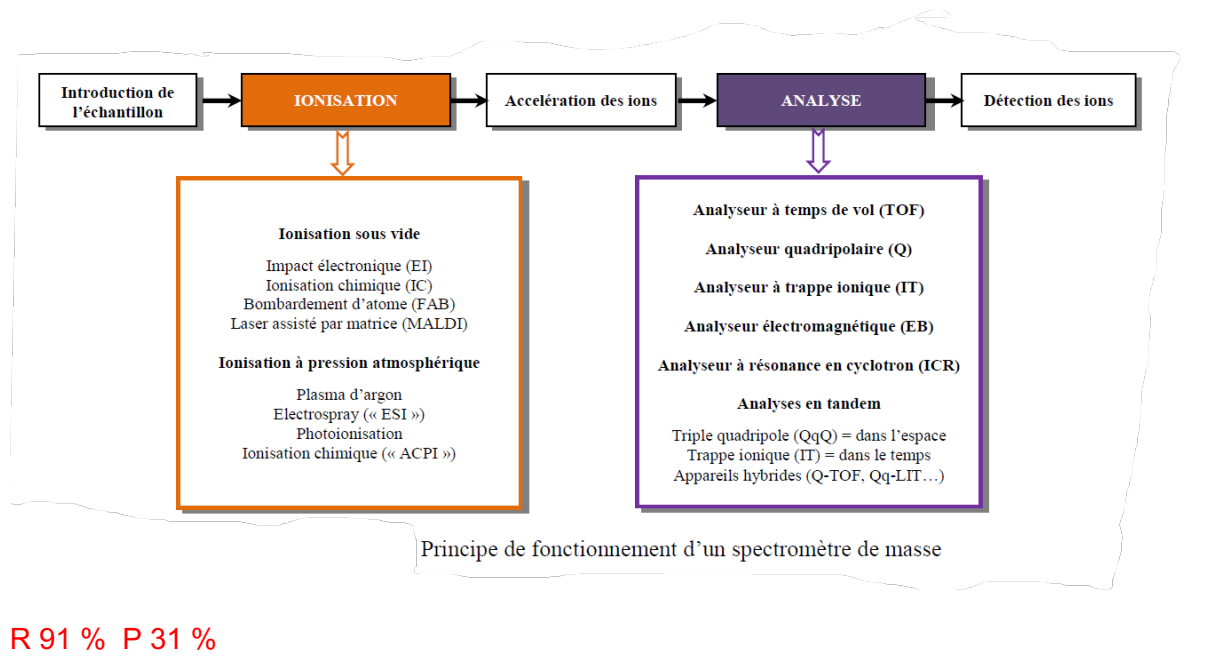 Introduction de
l'échantillon
IONISATION
Accelération des ions
ANALYSE
Détection des ions
Ionisation sous vide
Impact électronique (EI)
Ionisation chimique (IC)
Bombardement d'atome (FAB)
Laser assisté par matrice (MALDI)
Ionisation à pression atmosphérique
Plasma d'argon
Electrospray (« ESI »)
Photoionisation
Ionisation chimique (« ACPI »)
Analyseur à temps de vol (TOF)
Analyseur quadripolaire (Q)
Analyseur à trappe ionique (IT)
Analyseur électromagnétique (EB)
Analyseur à résonance en cyclotron (ICR)
Analyses en tandem
Triple quadripole (QqQ) = dans l'espace
Trappe ionique (IT) = dans le temps
Appareils hybrides (Q-TOF, Qq-LIT…)
Principe de fonctionnement d'un spectromètre de masse
R 91 % P 31 %